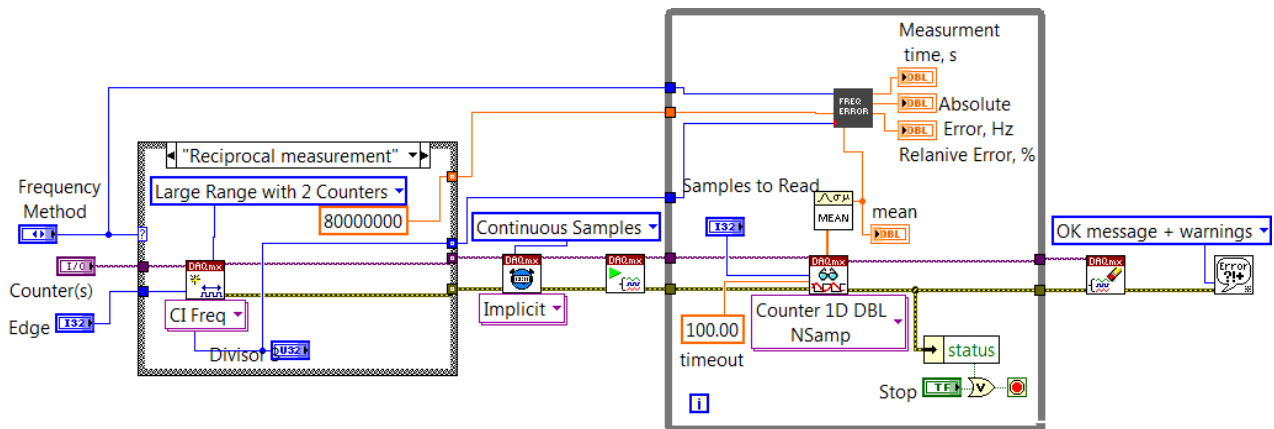 Measurment
time, s
DBL
FREQ
ERROR
DBL
Absolute
DBL
Error, Hz
Relanive Error, %
"Reciprocal measurement"
Large Range with 2 Counters
80000000
Frequency
Method
?
I/O
Counter(s)
Edge
I32
DAQmx
CI Freq
Divisor
U32
Continuous Samples
DAQmx
Implicit
DAQmx
Samples to Read
I32
σμ
MEAN
mean
DBL
DAQmx
100.00
timeout
Counter 1D DBL
NSamp
status
Stop
TF
V
i
OK message + warnings
DAQmx
Error
?!+